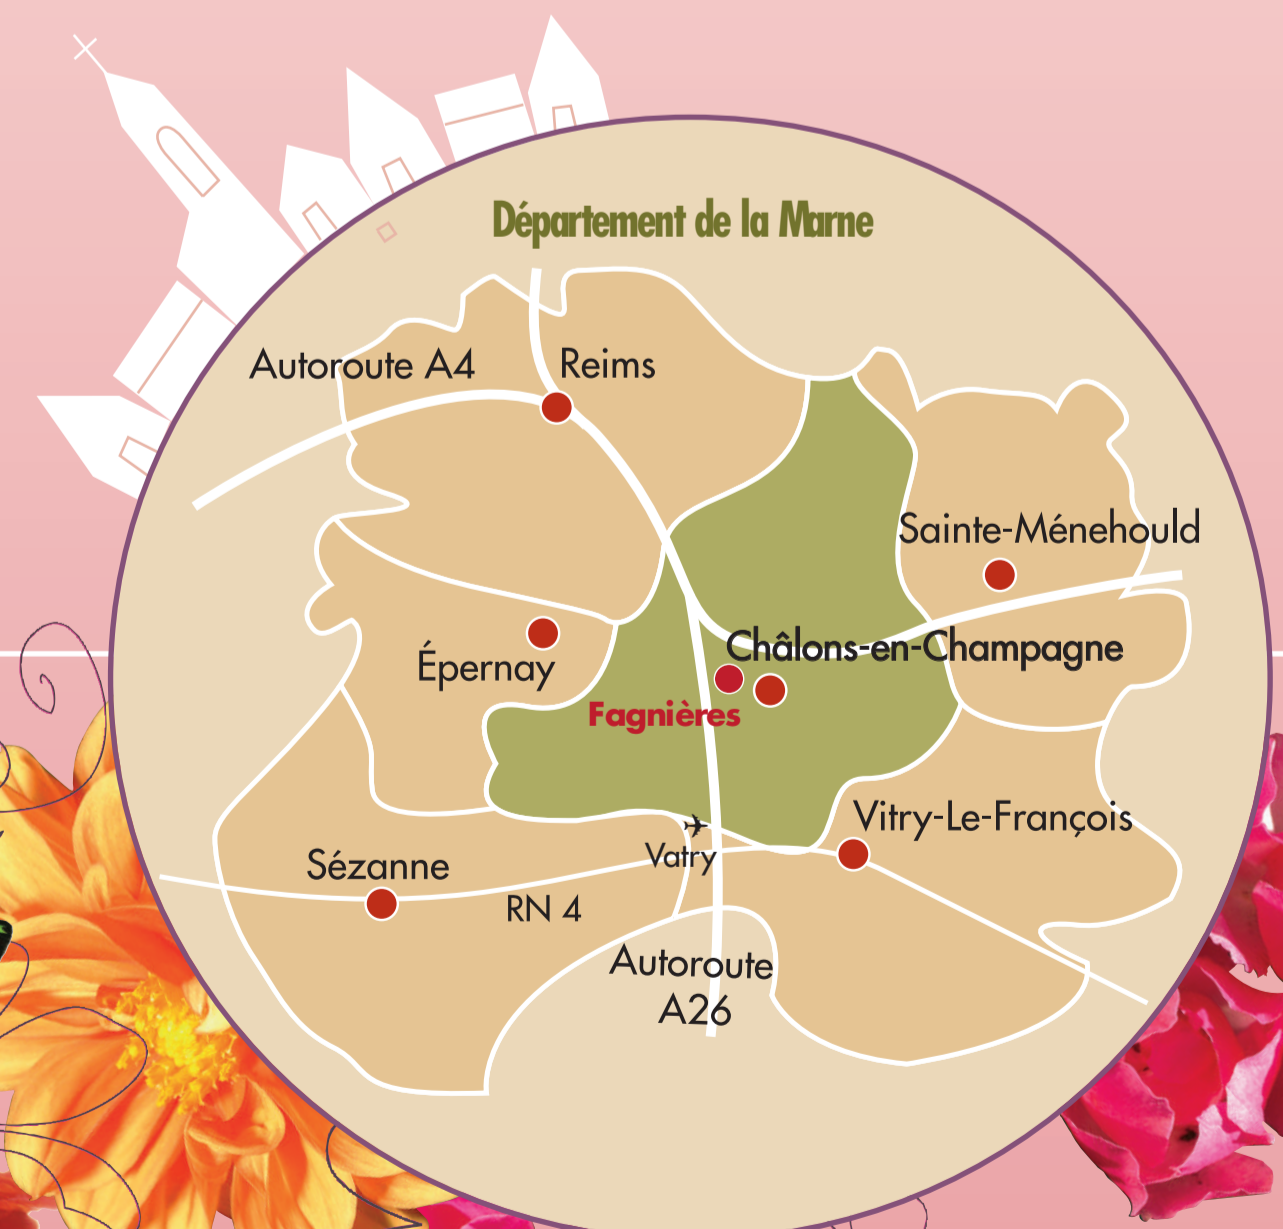 Département de la Marne
Autoroute A4
Reims
Sainte-Ménehould
Châlons-en-Champagne
Épernay
Fagnières
Vitry-Le-François
Vatry
Sézanne
RN 4
Autoroute
A26